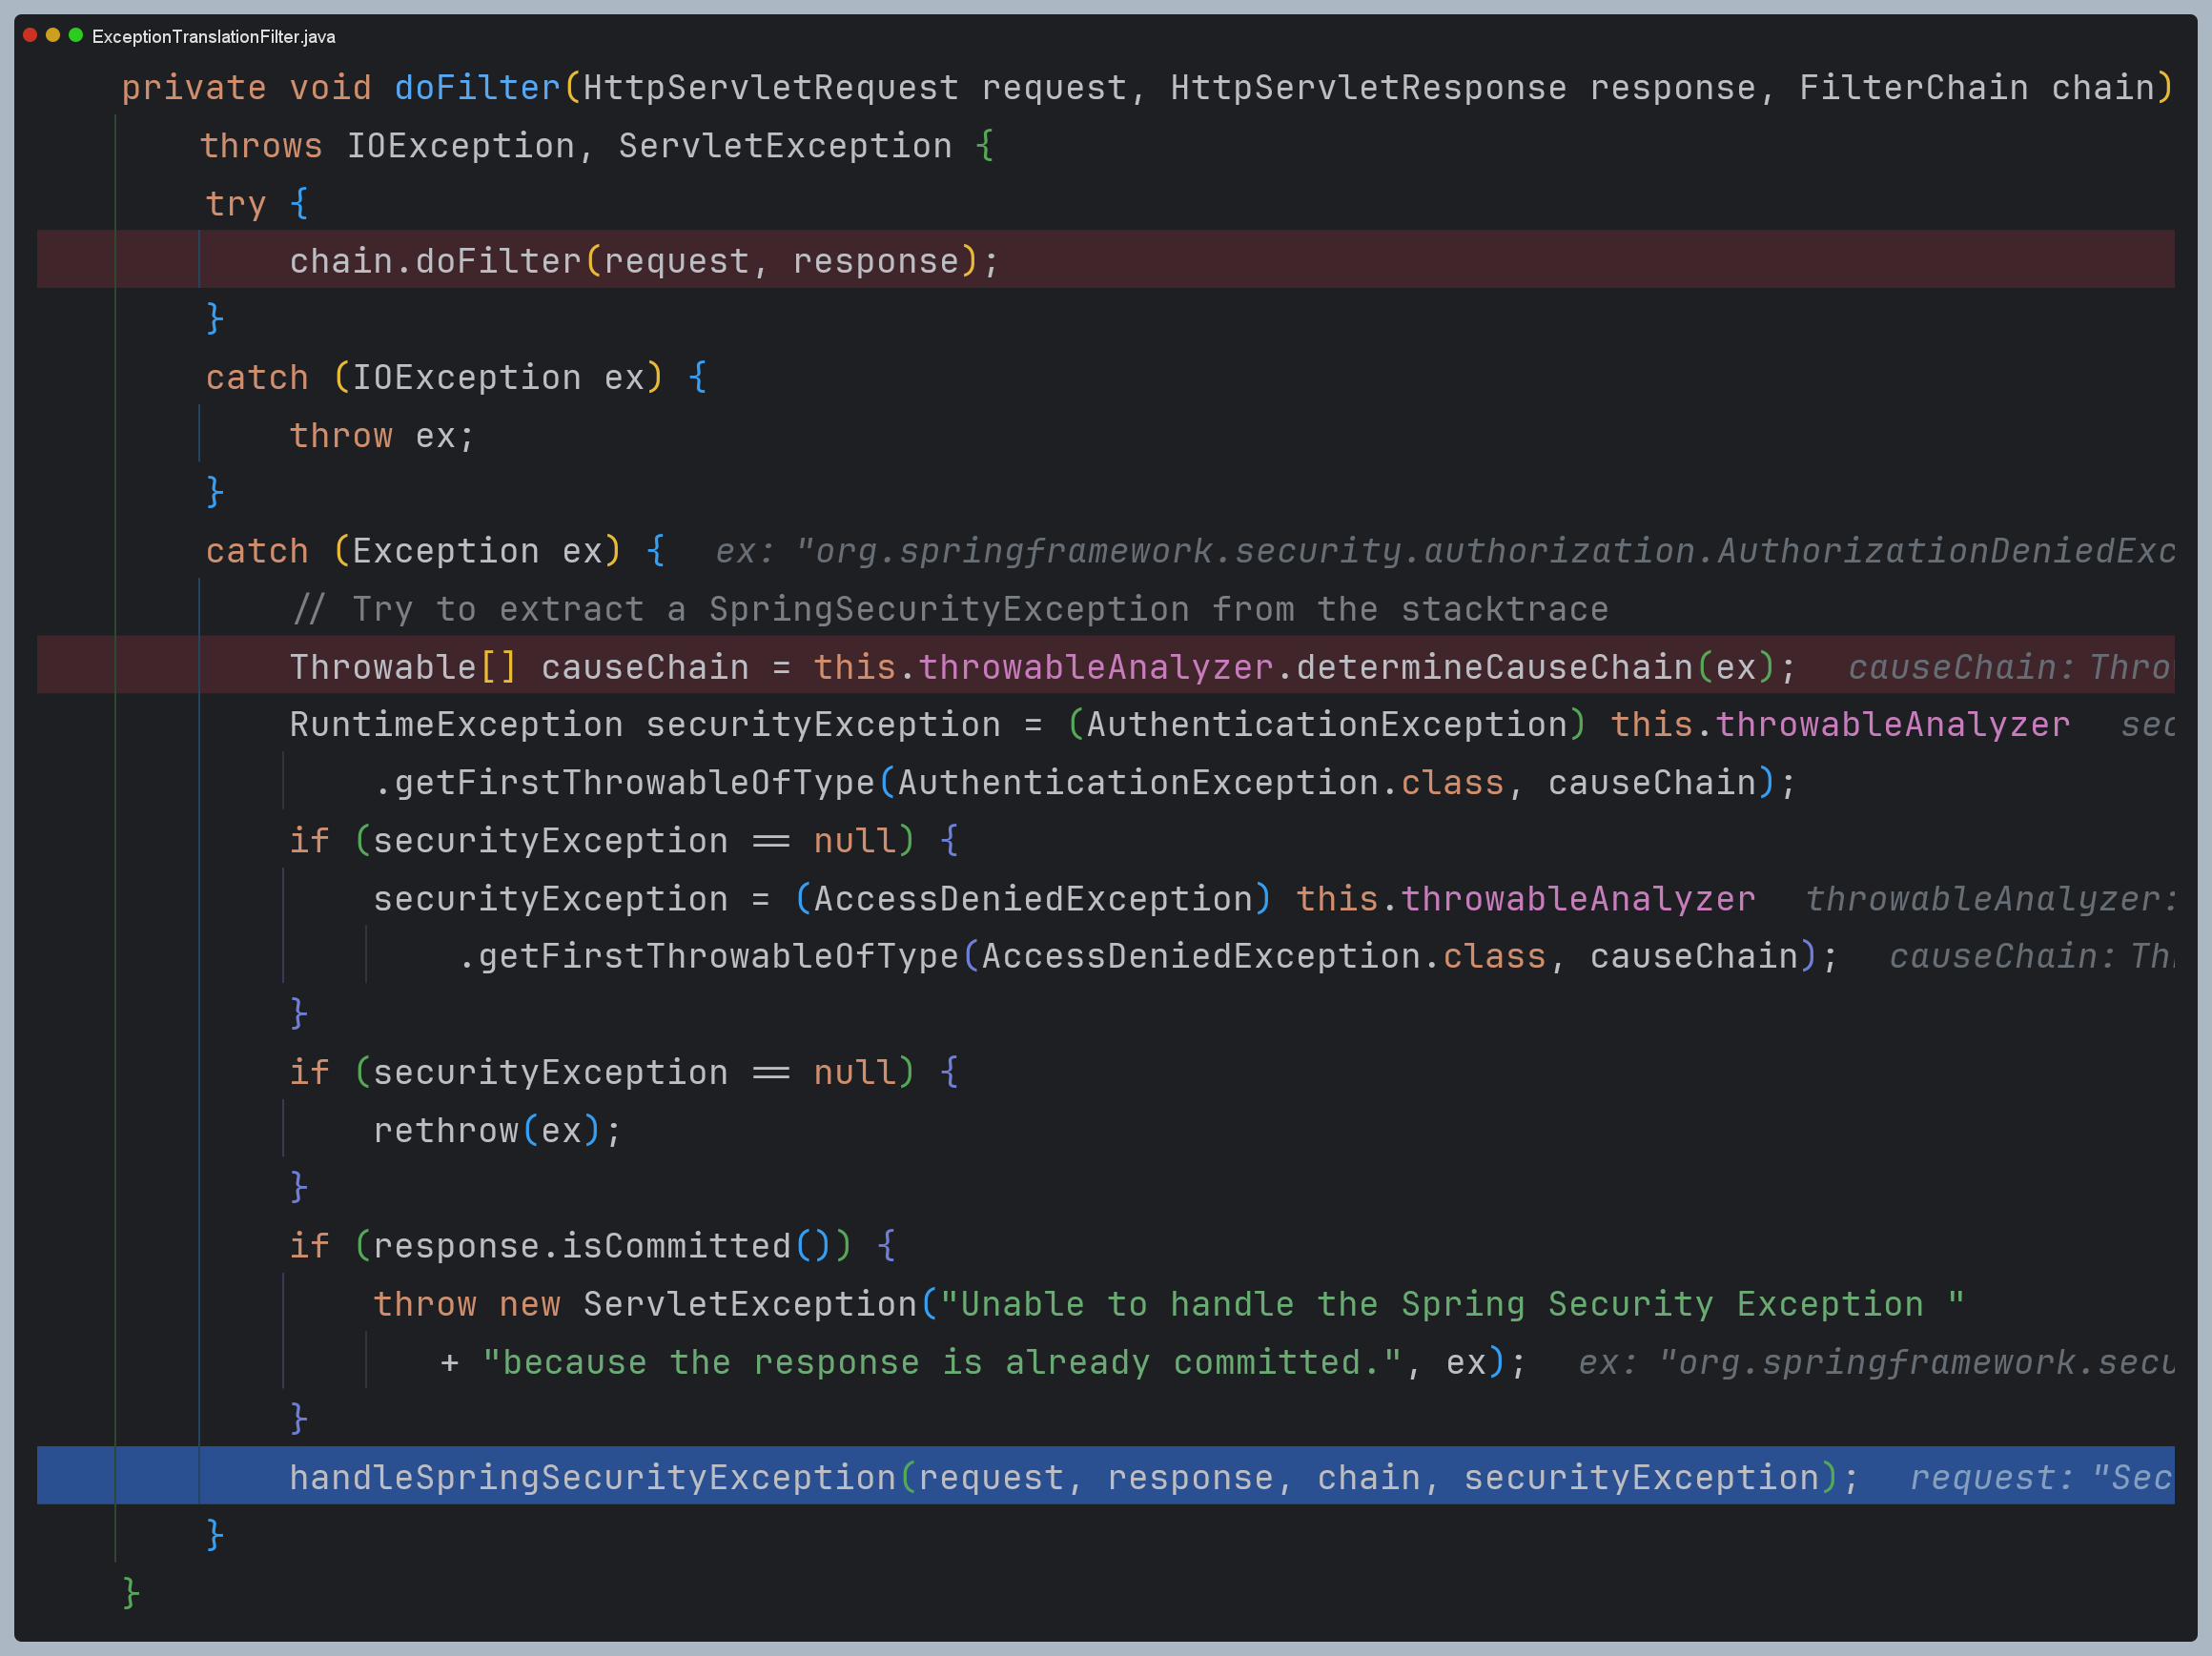 ExceptionTranslationFilter.java
private void doFilter(HttpServletRequest request, HttpServletResponse response, FilterChain chain)
throws IOException, ServletException {
try {
chain.doFilter(request, response);
}
catch (IOException ex) {
throw ex;
}
catch (Exception ex) { ex: "org.springframework.security.authorization.AuthorizationDeniedExc
// Try to extract a SpringSecurityException from the stacktrace
Throwable[] causeChain = this.throwableAnalyzer.determineCauseChain(ex); causeChain: Thro
RuntimeException securityException = (AuthenticationException) this.throwableAnalyzer sec
.getFirstThrowableOfType(AuthenticationException.class, causeChain);
if (securityException == null) {
securityException = (AccessDeniedException) this.throwableAnalyzer throwableAnalyzer:
.getFirstThrowableOfType(AccessDeniedException.class, causeChain); causeChain: Th
}
if (securityException == null) {
rethrow(ex);
}
if (response.isCommitted()) {
throw new ServletException("Unable to handle the Spring Security Exception "
+ "because the response is already committed.", ex); ex: "org.springframework.secu
}
handleSpringSecurityException(request, response, chain, securityException); request: "Sec
}
}